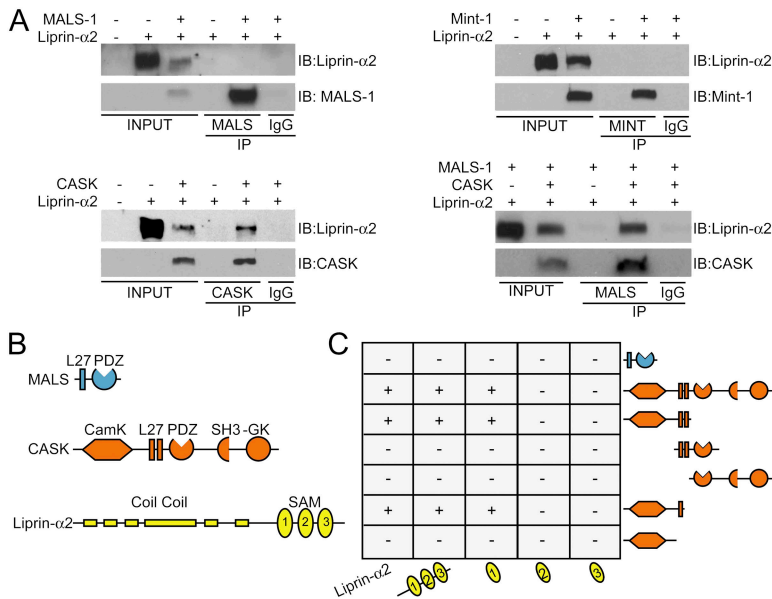 A
MALS-1 - - + - + +
Liprin-α2 - + + + + +
IB:Liprin-α2
IB: MALS-1
INPUT MALS IgG
IP
Mint-1 - - + - + +
Liprin-α2 - + + + + +
IB:Liprin-α2
IB:Mint-1
INPUT MINT IgG
IP
CASK - - + - + +
Liprin-α2 - + + + + +
IB:Liprin-α2
IB:CASK
INPUT CASK IgG
IP
MALS-1 + + + + +
CASK - + - + +
Liprin-α2 + + + + +
IB:Liprin-α2
IB:CASK
INPUT MALS IgG
IP
B
L27 PDZ
MALS
CamK L27 PDZ SH3-GK
CASK
Coil Coil SAM
Liprin-α2 1 2 3
C
- - - - -
+ + + - -
+ + + - -
- - - - -
- - - - -
+ + + - -
- - - - -
Liprin-α2 1 2 3 1 2 3